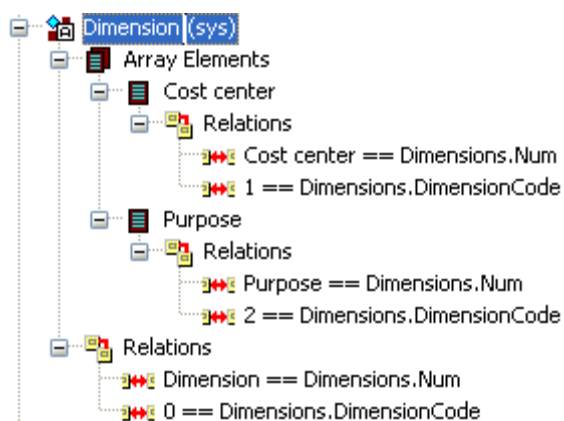 Dimension (sys)
Array Elements
Cost center
Relations
Cost center == Dimensions.Num
1 == Dimensions.DimensionCode
Purpose
Relations
Purpose == Dimensions.Num
2 == Dimensions.DimensionCode
Relations
Dimension == Dimensions.Num
0 == Dimensions.DimensionCode